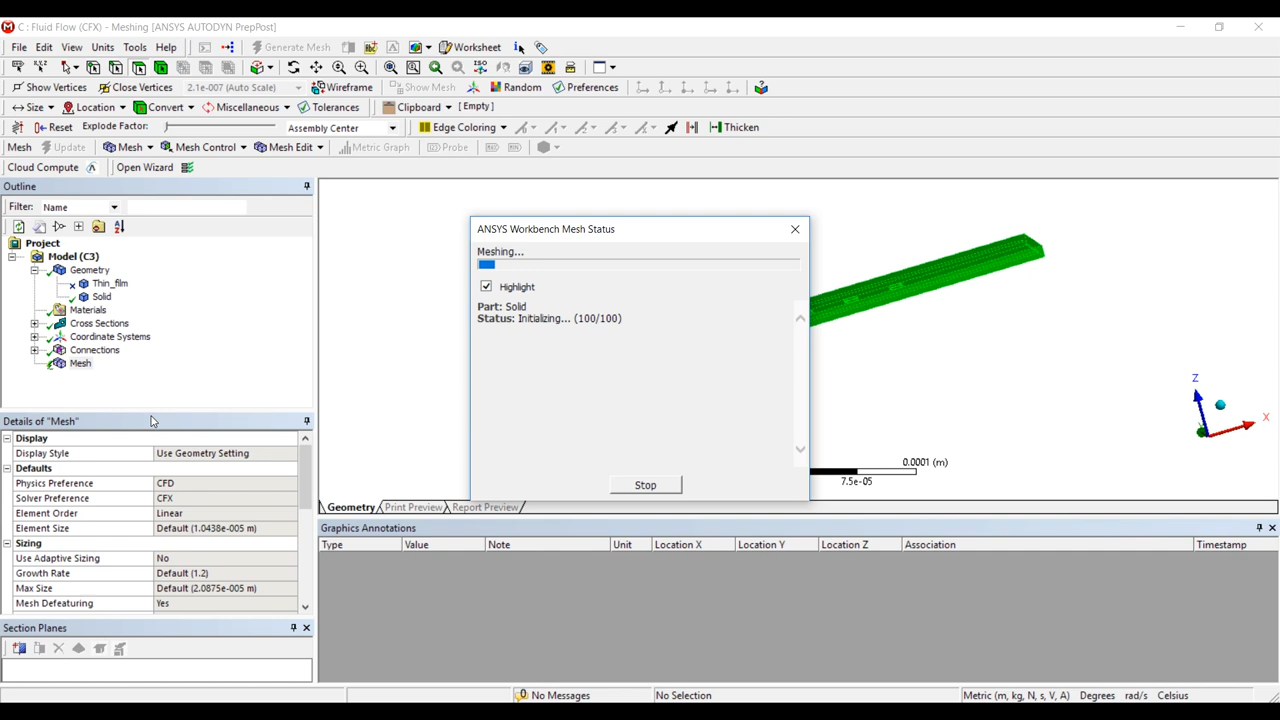 C : Fluid Flow (CFX) - Meshing [ANSYS AUTODYN PrepPost]
File Edit View Units Tools Help Generate Mesh Worksheet
Show Vertices Close Vertices 2.1e-007 (Auto Scale) Wireframe Show Mesh Random Preferences
Size Location Convert Miscellaneous Tolerances Clipboard [ Empty ]
Reset Explode Factor: Assembly Center Edge Coloring Thicken
Mesh Update Mesh Mesh Control Mesh Edit Metric Graph Probe
Cloud Compute Open Wizard
Outline
Filter: Name
Project
Model (C3)
Geometry
Thin_film
Solid
Materials
Cross Sections
Coordinate Systems
Connections
Mesh
Details of "Mesh"
Display
Display Style Use Geometry Setting
Defaults
Physics Preference CFD
Solver Preference CFX
Element Order Linear
Element Size Default (1.0438e-005 m)
Sizing
Use Adaptive Sizing No
Growth Rate Default (1.2)
Max Size Default (2.0875e-005 m)
Mesh Defeaturing Yes
Section Planes
ANSYS Workbench Mesh Status
Meshing...
Highlight
Part: Solid
Status: Initializing... (100/100)
Stop
Z
X
0.0001 (m)
7.5e-05
Geometry Print Preview Report Preview
Graphics Annotations
Type Value Note Unit Location X Location Y Location Z Association Timestamp
No Messages No Selection Metric (m, kg, N, s, V, A) Degrees rad/s Celsius